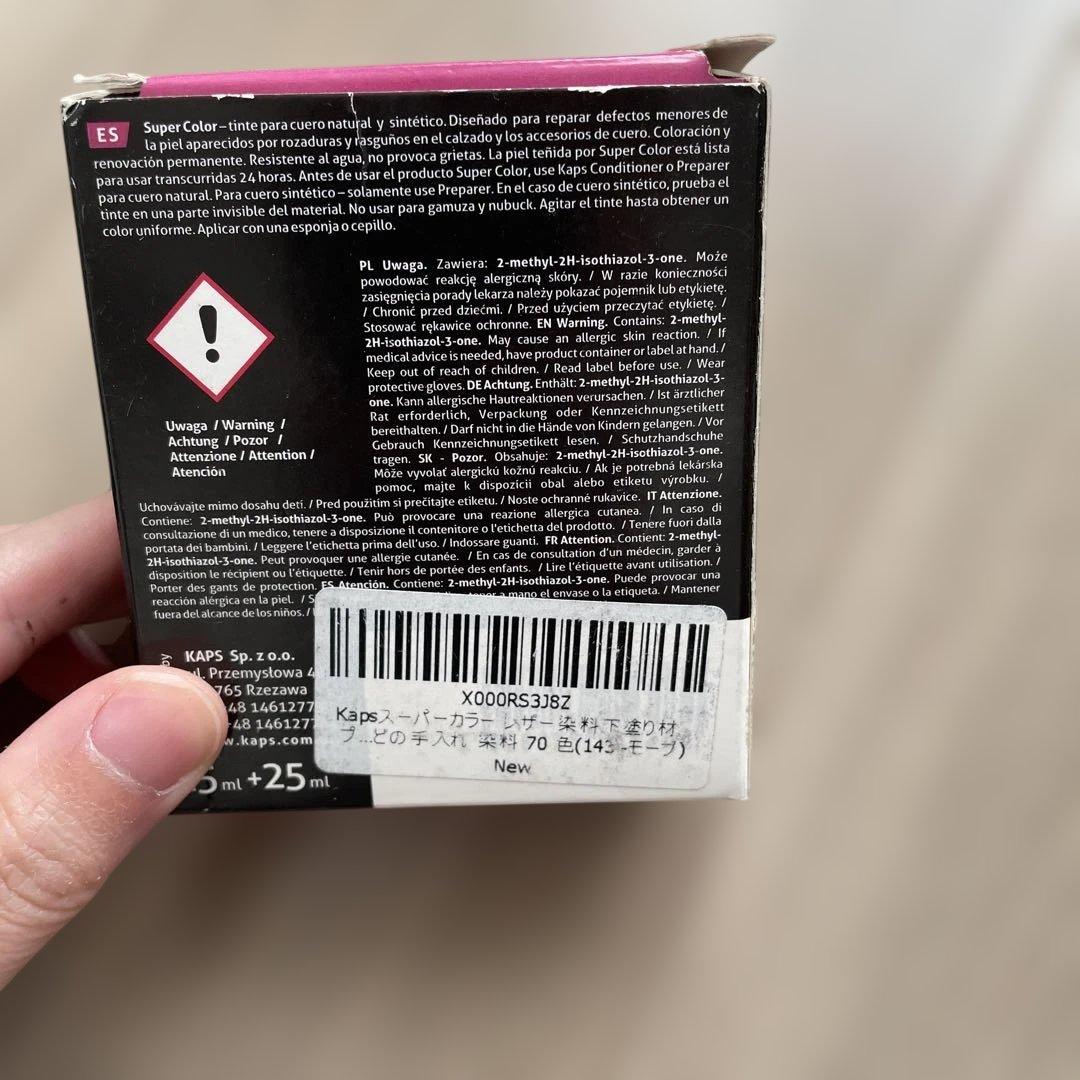 ES
Super Color – tinte para cuero natural y sintético. Diseñado para reparar defectos menores de
la piel aparecidos por rozaduras y rasguños en el calzado y los accesorios de cuero. Coloración y
renovación permanente. Resistente al agua, no provoca grietas. La piel teñida por Super Color está lista
para usar transcurridas 24 horas. Antes de usar el producto Super Color, use Kaps Conditioner o Preparer
para cuero natural. Para cuero sintético – solamente use Preparer. En el caso de cuero sintético, prueba el
tinte en una parte invisible del material. No usar para gamuza y nubuck. Agitar el tinte hasta obtener un
color uniforme. Aplicar con una esponja o cepillo.
PL Uwaga. Zawiera: 2-methyl-2H-isothiazol-3-one. Może
powodować reakcję alergiczną skóry. / W razie konieczności
zasięgnięcia porady lekarza należy pokazać pojemnik lub etykietę.
/ Chronić przed dziećmi. / Przed użyciem przeczytać etykietę. /
Stosować rękawice ochronne. EN Warning. Contains: 2-methyl-
2H-isothiazol-3-one. May cause an allergic skin reaction. / If
medical advice is needed, have product container or label at hand. /
Keep out of reach of children. / Read label before use. / Wear
protective gloves. DE Achtung. Enthält: 2-methyl-2H-isothiazol-3-
one. Kann allergische Hautreaktionen verursachen. / Ist ärztlicher
Rat erforderlich, Verpackung oder Kennzeichnungsetikett
bereithalten. / Darf nicht in die Hände von Kindern gelangen. / Vor
Gebrauch Kennzeichnungsetikett lesen. / Schutzhandschuhe
tragen. SK - Pozor. Obsahuje: 2-methyl-2H-isothiazol-3-one.
Môže vyvolať alergickú kožnú reakciu. / Ak je potrebná lekárska
pomoc, majte k dispozícii obal alebo etiketu výrobku. /
Uchovávajte mimo dosahu detí. / Pred použitím si prečítajte etiketu. / Noste ochranné rukavice. IT Attenzione.
Contiene: 2-methyl-2H-isothiazol-3-one. Può provocare una reazione allergica cutanea. / In caso di
consultazione di un medico, tenere a disposizione il contenitore o l'etichetta del prodotto. / Tenere fuori dalla
portata dei bambini. / Leggere l'etichetta prima dell'uso. / Indossare guanti. FR Attention. Contient: 2-methyl-
2H-isothiazol-3-one. Peut provoquer une allergie cutanée. / En cas de consultation d'un médecin, garder à
disposition le récipient ou l'étiquette. / Tenir hors de portée des enfants. / Lire l'étiquette avant utilisation. /
Porter des gants de protection. ES Atención. Contiene: 2-methyl-2H-isothiazol-3-one. Puede provocar una
reacción alérgica en la piel. / a mano el envase o la etiqueta. / Mantener
fuera del alcance de los niños. /
Uwaga / Warning /
Achtung / Pozor /
Attenzione / Attention /
Atención
by
KAPS Sp. z o.o.
ul. Przemysłowa 4
765 Rzezawa
+48 1461277
+48 1461277
w.kaps.com
5 ml + 25 ml
X000RS3J8Z
Kapsスーパーカラー レザー染料下塗り材
プ...どの手入れ 染料 70 色(143 -モーブ)
New